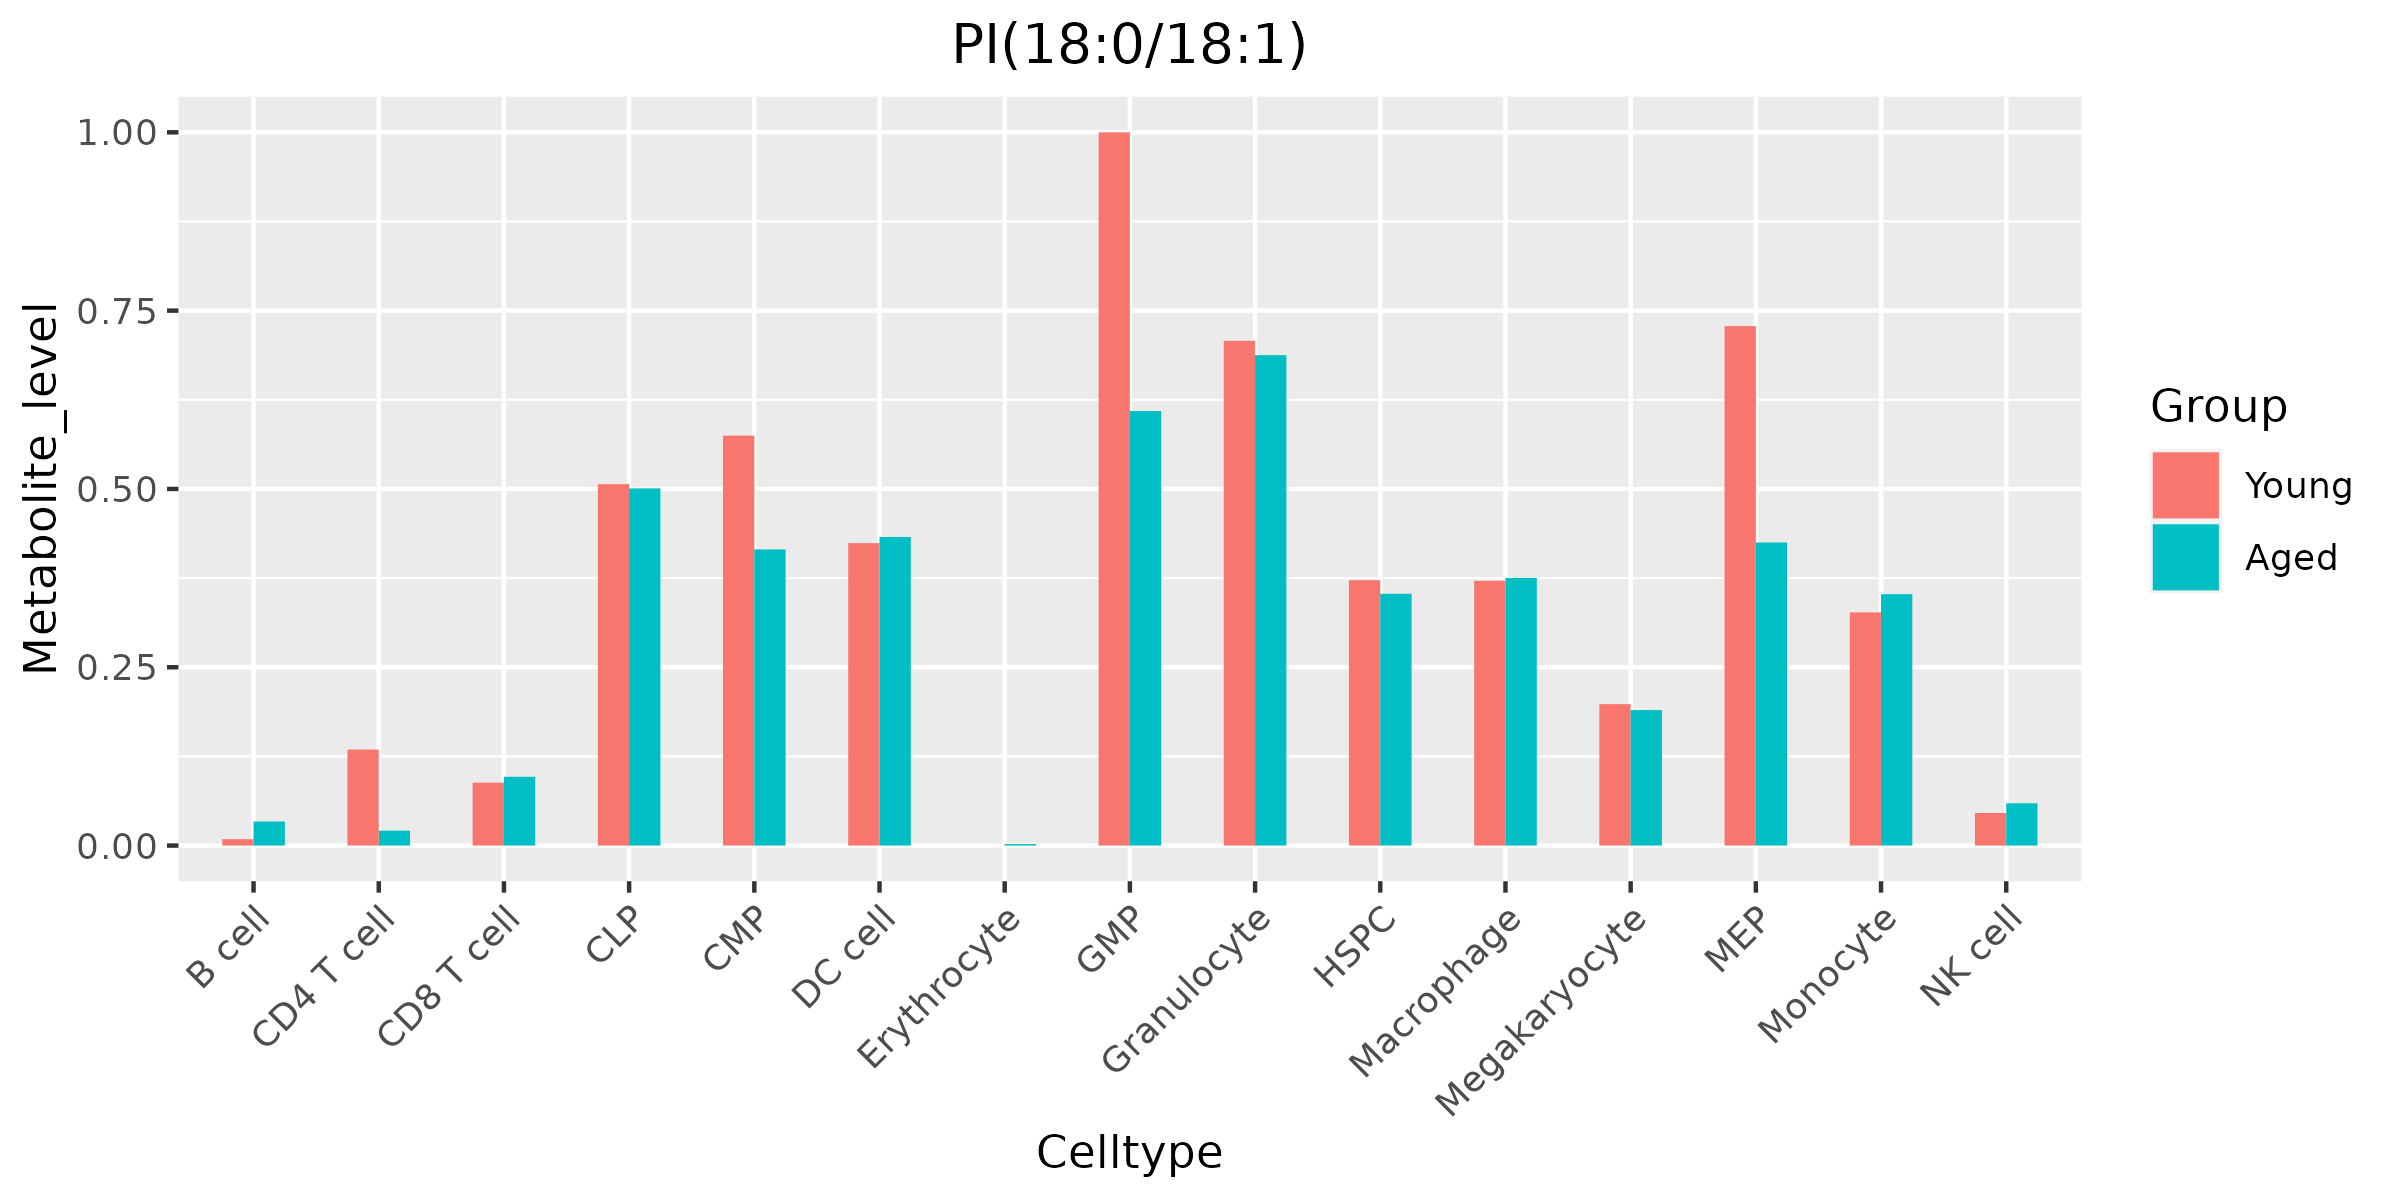 PI(18:0/18:1)
Metabolite_level
1.00
0.75
0.50
0.25
0.00
B cell
CD4 T cell
CD8 T cell
CLP
CMP
DC cell
Erythrocyte
GMP
Granulocyte
HSPC
Macrophage
Megakaryocyte
MEP
Monocyte
NK cell
Celltype
Group
Young
Aged